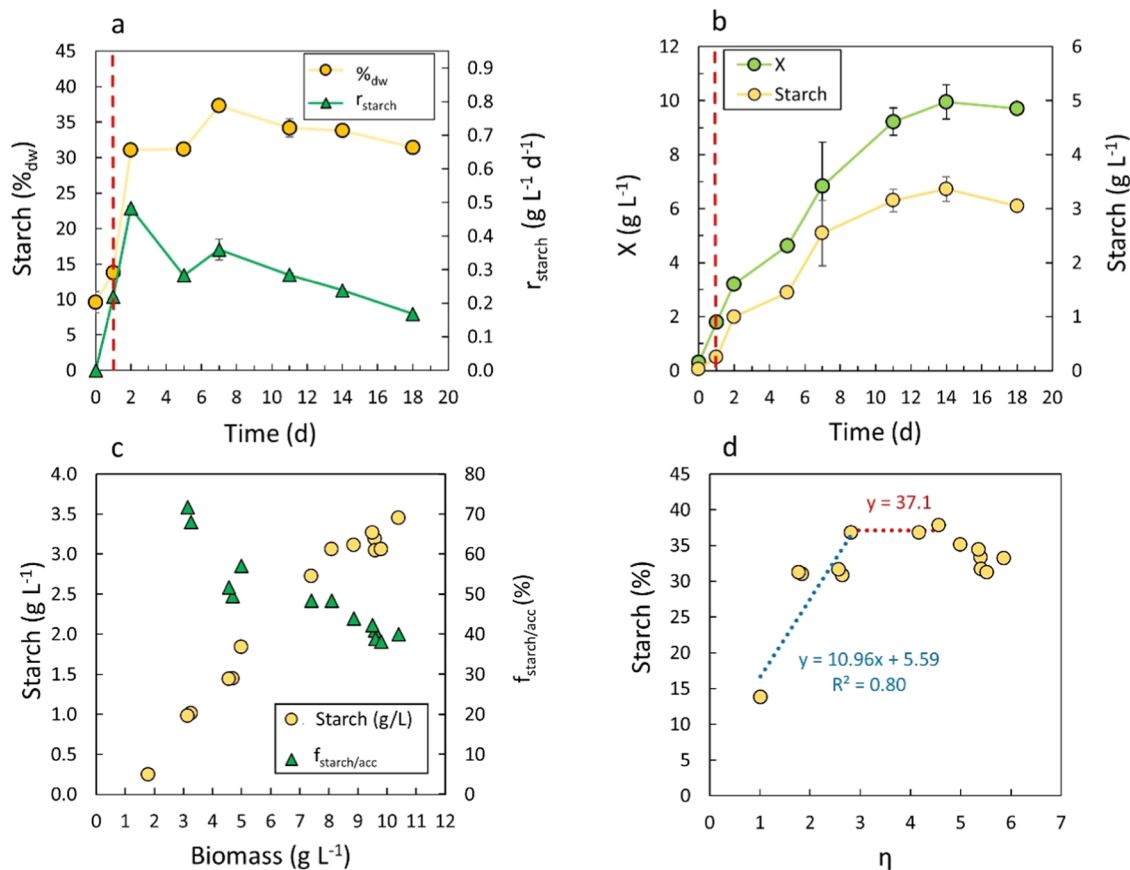 a
45
40
35
30
25
20
15
10
5
0
Starch (%dw)
%dw
rstarch
0.9
0.8
0.7
0.6
0.5
0.4
0.3
0.2
0.1
0.0
rstarch (g L-1 d-1)
0 2 4 6 8 10 12 14 16 18 20
Time (d)
b
12
10
8
6
4
2
0
X (g L-1)
X
Starch
6
5
4
3
2
1
0
Starch (g L-1)
0 2 4 6 8 10 12 14 16 18 20
Time (d)
c
4.0
3.5
3.0
2.5
2.0
1.5
1.0
0.5
0.0
Starch (g L-1)
Starch (g/L)
fstarch/acc
80
70
60
50
40
30
20
10
0
fstarch/acc (%)
0 1 2 3 4 5 6 7 8 9 10 11 12
Biomass (g L-1)
d
45
40
35
30
25
20
15
10
5
0
Starch (%)
y = 37.1
y = 10.96x + 5.59
R² = 0.80
0 1 2 3 4 5 6 7
η